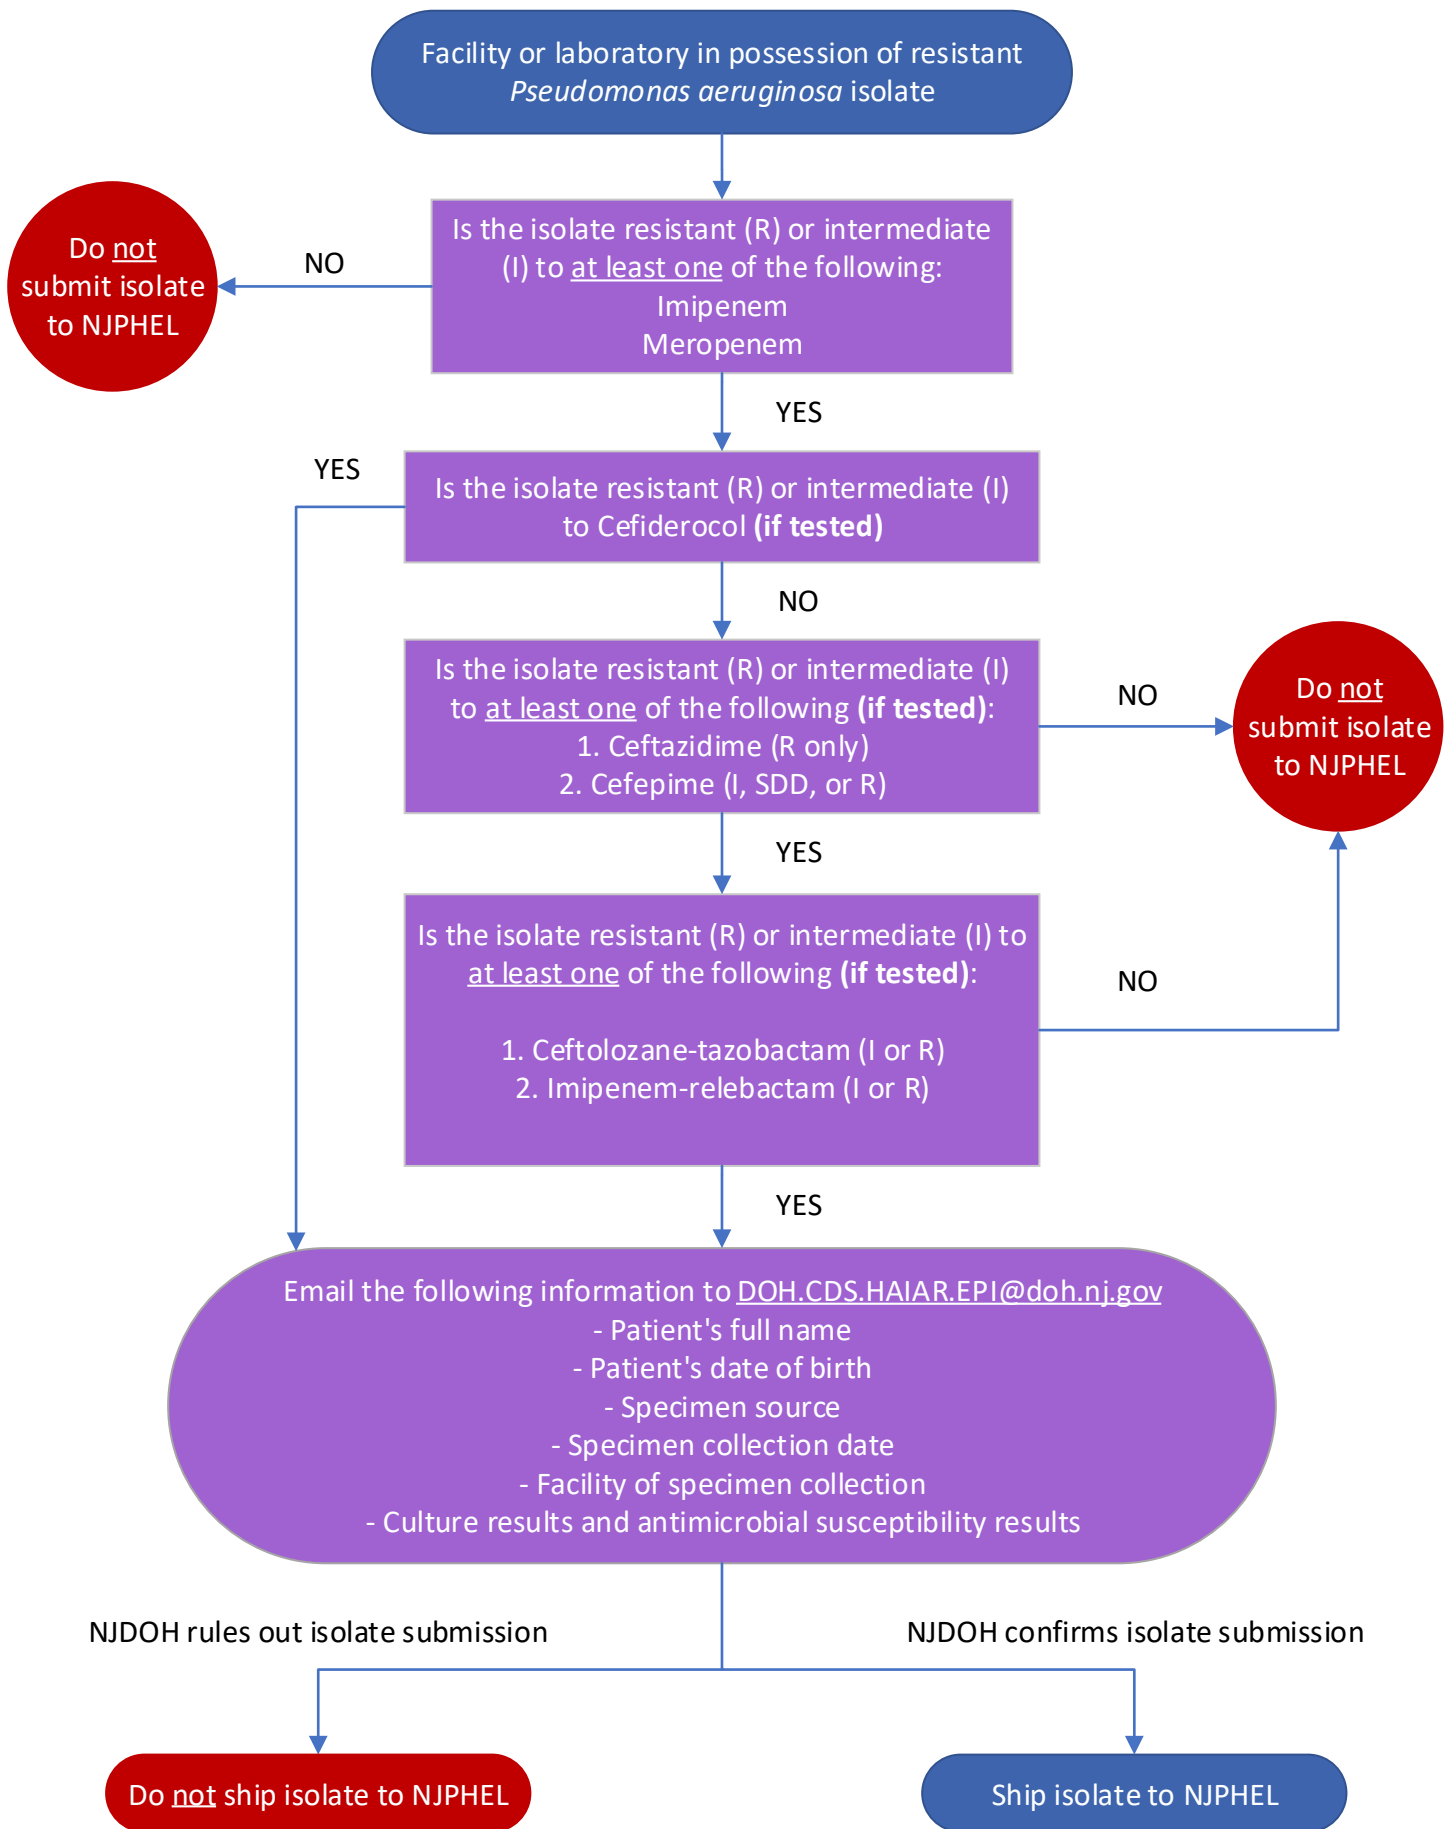 Facility or laboratory in possession of resistant
Pseudomonas aeruginosa isolate
Do not
submit isolate
to NJPHEL
NO
Is the isolate resistant (R) or intermediate
(I) to at least one of the following:
Imipenem
Meropenem
YES
YES
Is the isolate resistant (R) or intermediate (I)
to Cefiderocol (if tested)
NO
Is the isolate resistant (R) or intermediate (I)
to at least one of the following (if tested):
1. Ceftazidime (R only)
2. Cefepime (I, SDD, or R)
NO
Do not
submit isolate
to NJPHEL
YES
Is the isolate resistant (R) or intermediate (I) to
at least one of the following (if tested):
1. Ceftolozane-tazobactam (I or R)
2. Imipenem-relebactam (I or R)
NO
YES
Email the following information to DOH.CDS.HAIAR.EPI@doh.nj.gov
- Patient's full name
- Patient's date of birth
- Specimen source
- Specimen collection date
- Facility of specimen collection
- Culture results and antimicrobial susceptibility results
NJDOH rules out isolate submission
NJDOH confirms isolate submission
Do not ship isolate to NJPHEL
Ship isolate to NJPHEL